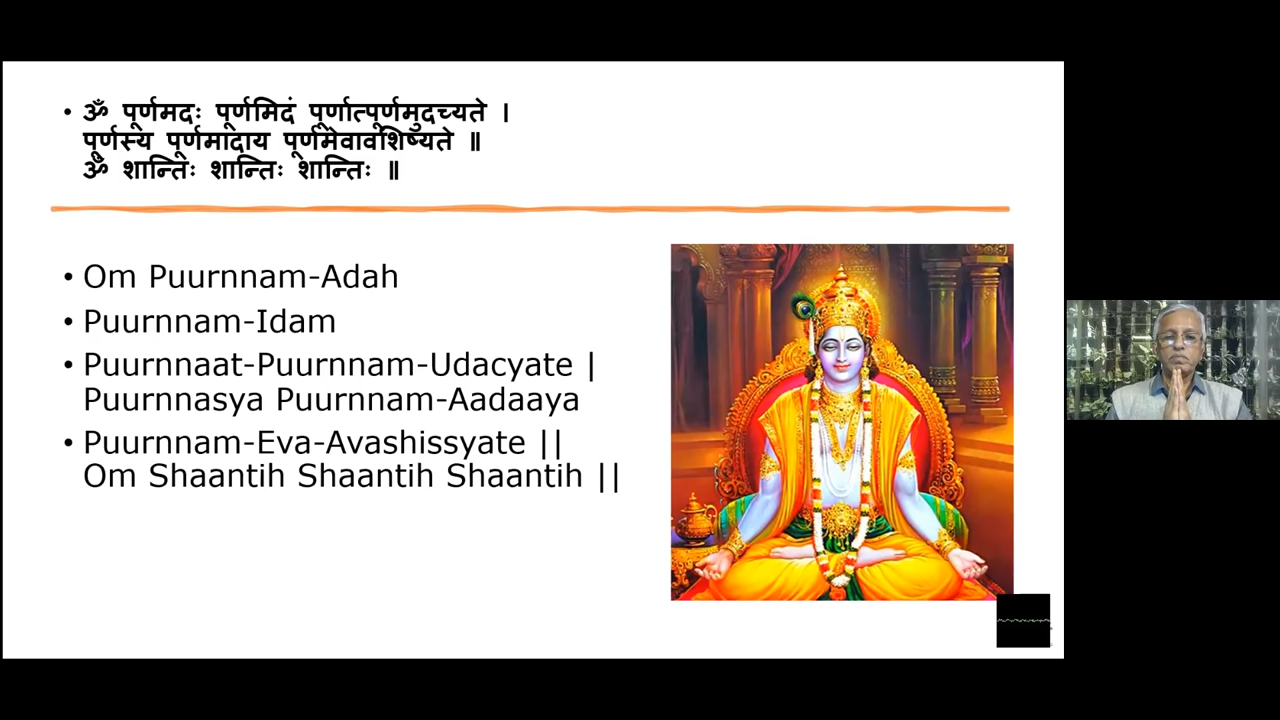 • ॐ पूर्णमदः पूर्णमिदं पूर्णात्पूर्णमुदच्यते ।
पूर्णस्य पूर्णमादाय पूर्णमेवावशिष्यते ॥
ॐ शान्तिः शान्तिः शान्तिः ॥
• Om Puurnnam-Adah
• Puurnnam-Idam
• Puurnnaat-Puurnnam-Udacyate |
Puurnnasya Puurnnam-Aadaaya
• Puurnnam-Eva-Avashissyate ||
Om Shaantih Shaantih Shaantih ||